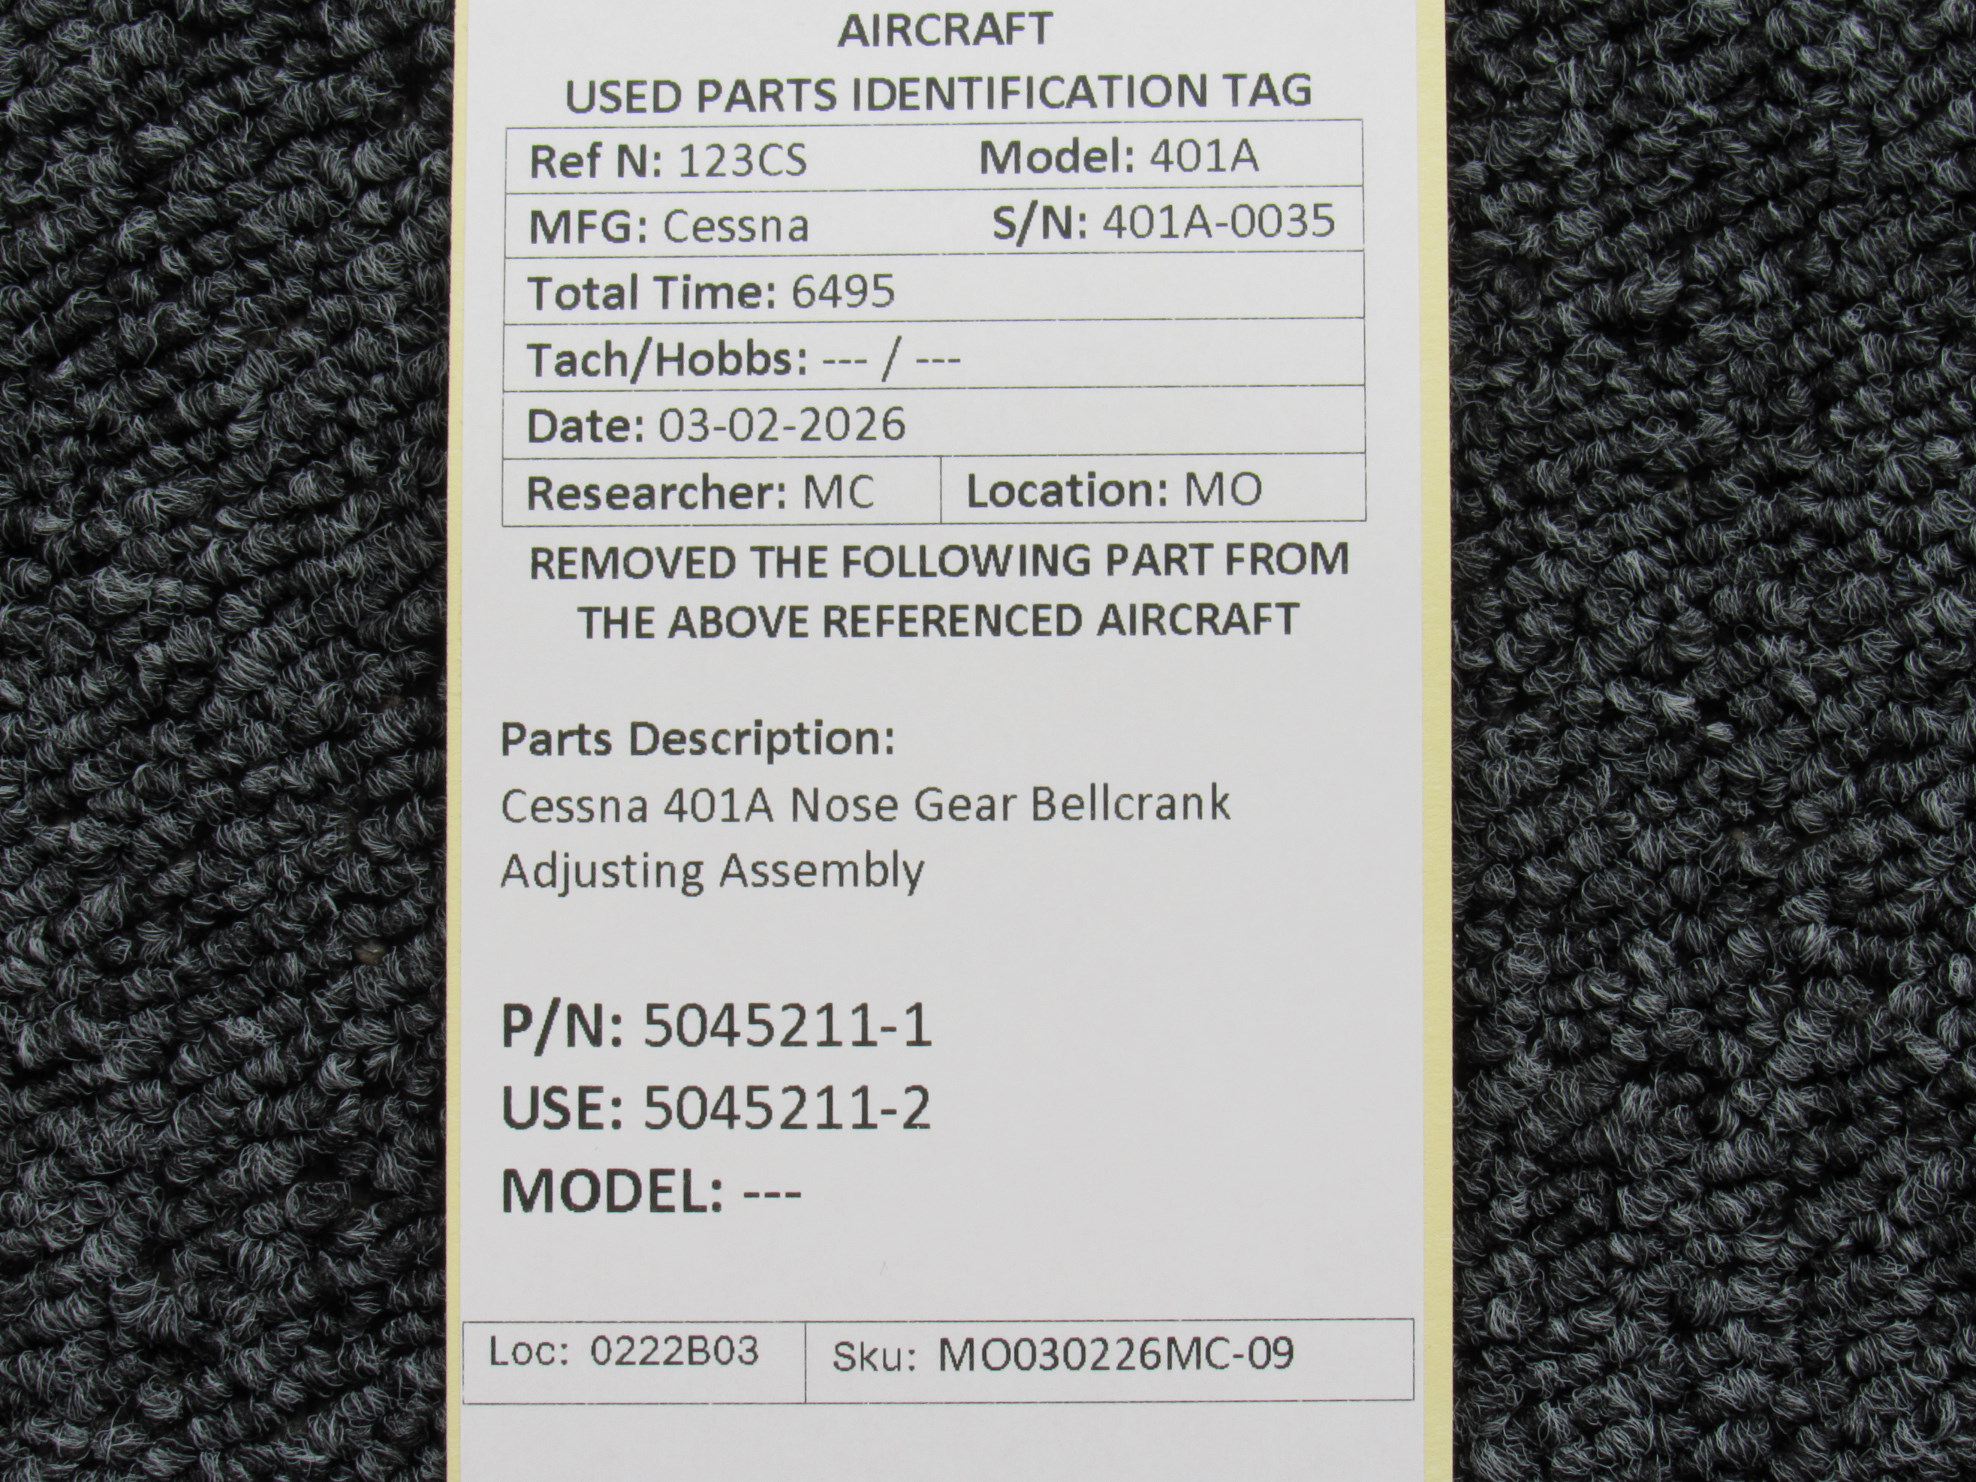 AIRCRAFT
USED PARTS IDENTIFICATION TAG
Ref N: 123CS Model: 401A
MFG: Cessna S/N: 401A-0035
Total Time: 6495
Tach/Hobbs: --- / ---
Date: 03-02-2026
Researcher: MC Location: MO
REMOVED THE FOLLOWING PART FROM
THE ABOVE REFERENCED AIRCRAFT
Parts Description:
Cessna 401A Nose Gear Bellcrank
Adjusting Assembly
P/N: 5045211-1
USE: 5045211-2
MODEL: ---
Loc: 0222B03 Sku: MO030226MC-09